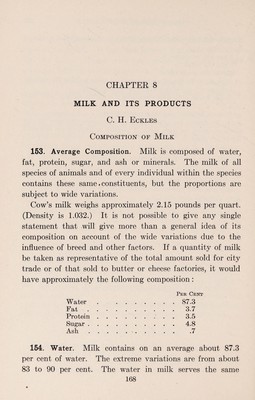 CHAPTER 8
MILK AND ITS PRODUCTS
C. H. Eckles
Composition of Milk
153. Average Composition. Milk is composed of water,
fat, protein, sugar, and ash or minerals. The milk of all
species of animals and of every individual within the species
contains these same constituents, but the proportions are
subject to wide variations.
Cow's milk weighs approximately 2.15 pounds per quart.
(Density is 1.032.) It is not possible to give any single
statement that will give more than a general idea of its
composition on account of the wide variations due to the
influence of breed and other factors. If a quantity of milk
be taken as representative of the total amount sold for city
trade or of that sold to butter or cheese factories, it would
have approximately the following composition :
Per Cent
Water . . . . . . . . . 87.3
Fat . . . . . . . . . 3.7
Protein . . . . . . . . . 3.5
Sugar . . . . . . . . . 4.8
Ash . . . . . . . . . .7
154. Water. Milk contains on an average about 87.3
per cent of water. The extreme variations are from about
83 to 90 per cent. The water in milk serves the same
168